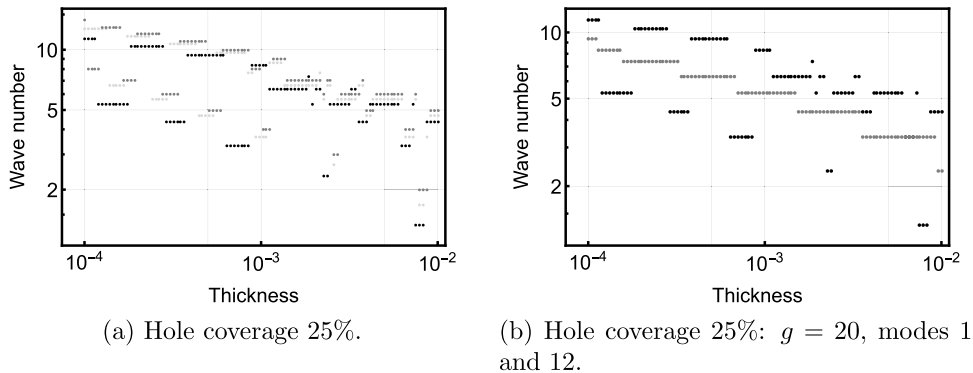 10
5
2
Wave number
10⁻⁴
10⁻³
10⁻²
Thickness
(a) Hole coverage 25%.
10
5
2
Wave number
10⁻⁴
10⁻³
10⁻²
Thickness
(b) Hole coverage 25%: g = 20, modes 1
and 12.